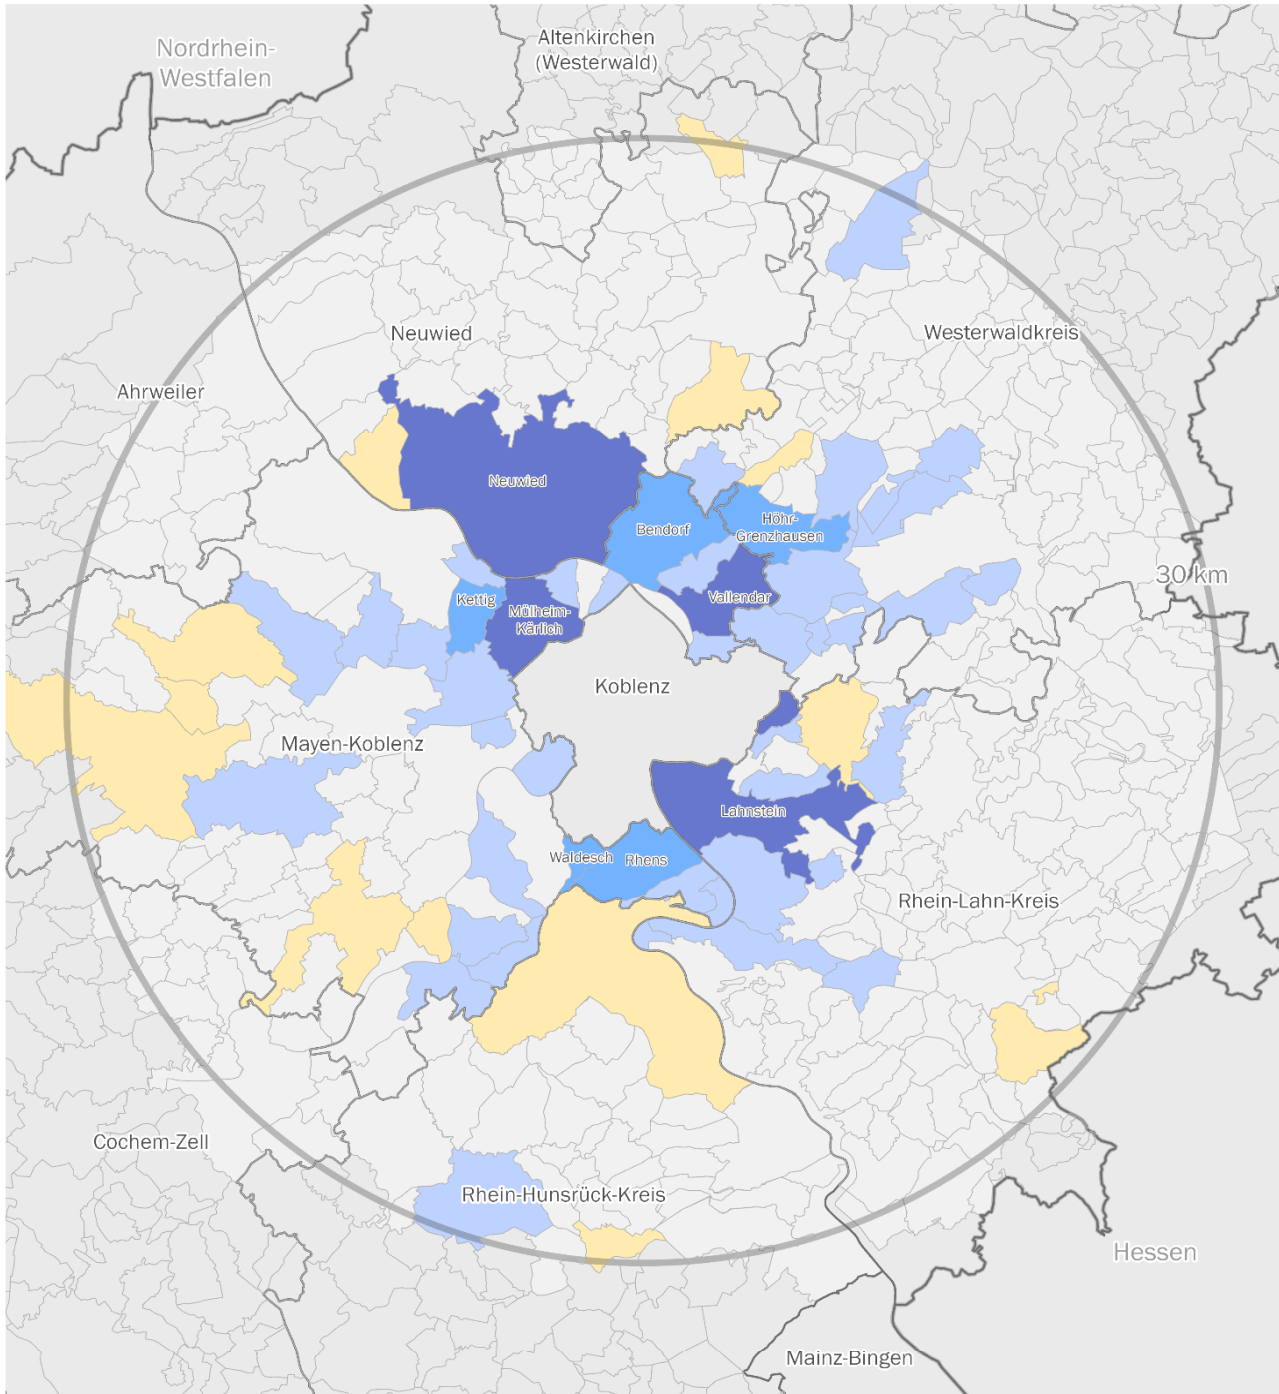 Nordrhein-
Westfalen
Altenkirchen
(Westerwald)
Neuwied
Westerwaldkreis
Ahrweiler
Neuwied
Bendorf
Höhr-
Grenzhausen
30 km
Kettig
Mülheim-
Kärlich
Vallendar
Koblenz
Mayen-Koblenz
Lahnstein
Waldesch
Rhens
Rhein-Lahn-Kreis
Cochem-Zell
Rhein-Hunsrück-Kreis
Hessen
Mainz-Bingen